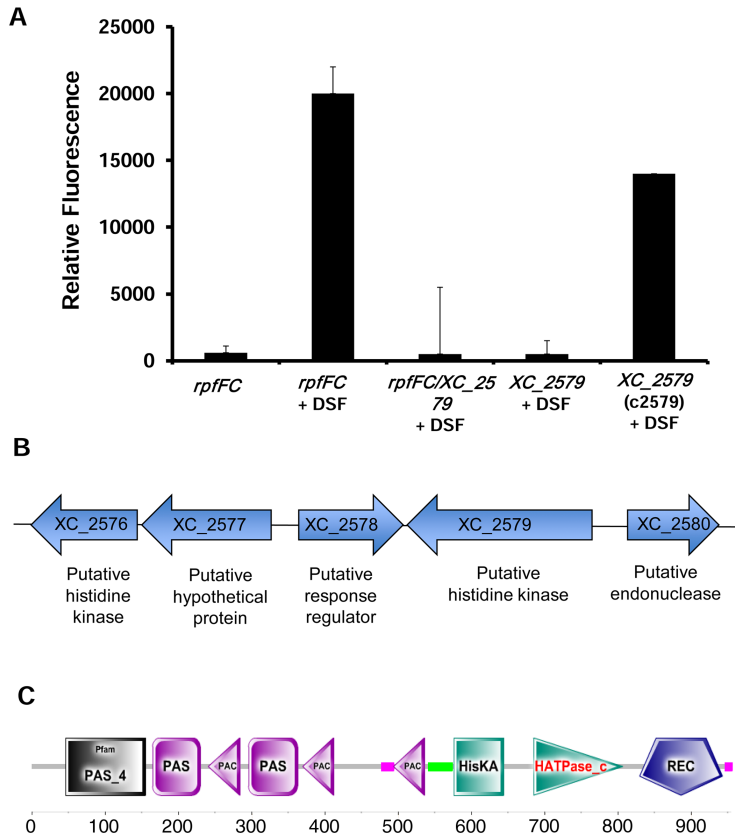 A
Relative Fluorescence
25000
20000
15000
10000
5000
0
rpfFC
rpfFC
+ DSF
rpfFC/XC_25
79
+ DSF
XC_2579
+ DSF
XC_2579
(c2579)
+ DSF
B
XC_2576
XC_2577
XC_2578
XC_2579
XC_2580
Putative
histidine
kinase
Putative
hypothetical
protein
Putative
response
regulator
Putative
histidine kinase
Putative
endonuclease
C
Pfam
PAS_4
PAS
PAC
PAS
PAC
PAC
HisKA
HATPase_c
REC
0 100 200 300 400 500 600 700 800 900